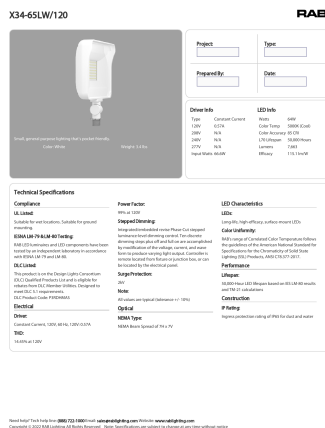 X34-65LW/120
RAB
Small, general purpose lighting that's pocket friendly
Color: White
Weight: 3.4 lbs
Project:
Type:
Prepared By:
Date:
Driver Info
Type Constant Current
120V 0.57A
208V N/A
240V N/A
277V N/A
Input Watts 66.6W
LED Info
Watts 64W
Color Temp 5000K (Cool)
Color Accuracy 85 CRI
L70 Lifespan 50,000 Hours
Lumens 7,663
Efficacy 115.1 lm/W
Technical Specifications
Compliance
UL Listed:
Suitable for wet locations. Suitable for ground
mounting.
IESNA LM-79 & LM-80 Testing:
RAB LED luminaires and LED components have been
tested by an independent laboratory in accordance
with IESNA LM-79 and LM-80.
DLC Listed:
This product is on the Design Lights Consortium
(DLC) Qualified Products List and is eligible for
rebates from DLC Member Utilities. Designed to
meet DLC 5.1 requirements.
DLC Product Code:
Electrical
Driver:
Constant Current, 120V, 60 Hz, 120V: 0.57A
THD:
14.45% at 120V
Power Factor:
99% at 120V
Stepped Dimming:
Integrated/embedded revise Phase-Cut stepped
luminance-level dimming control. Ten discrete
dimming steps plus off and full on are accomplished
by modification of the voltage, current, and wave
form to produce varying light output. Controller is
remote located from fixture or junction box, or can
be located by the electrical panel.
Surge Protection:
2kV
Note:
All values are typical (tolerance +/- 10%)
Optical
NEMA Type:
NEMA Beam Spread of 7H x 7V
LED Characteristics
LEDs:
Long-life, high-efficacy, surface-mount LEDs
Color Uniformity:
RAB's range of Correlated Color Temperature follows
the guidelines of the American National Standard for
Specifications for the Chromaticity of Solid State
Lighting (SSL) Products, ANSI C78.377-2017.
Performance
Lifespan:
50,000-Hour LED lifespan based on IES LM-80 results
and TM-21 calculations
Construction
IP Rating:
Ingress protection rating of IP65 for dust and water
Need help? Tech help line: (888) 722-1000 Email: sales@rablighting.com Website: www.rablighting.com
Copyright © 2022 RAB Lighting All Rights Reserved Note: Specifications are subject to change at any time without notice